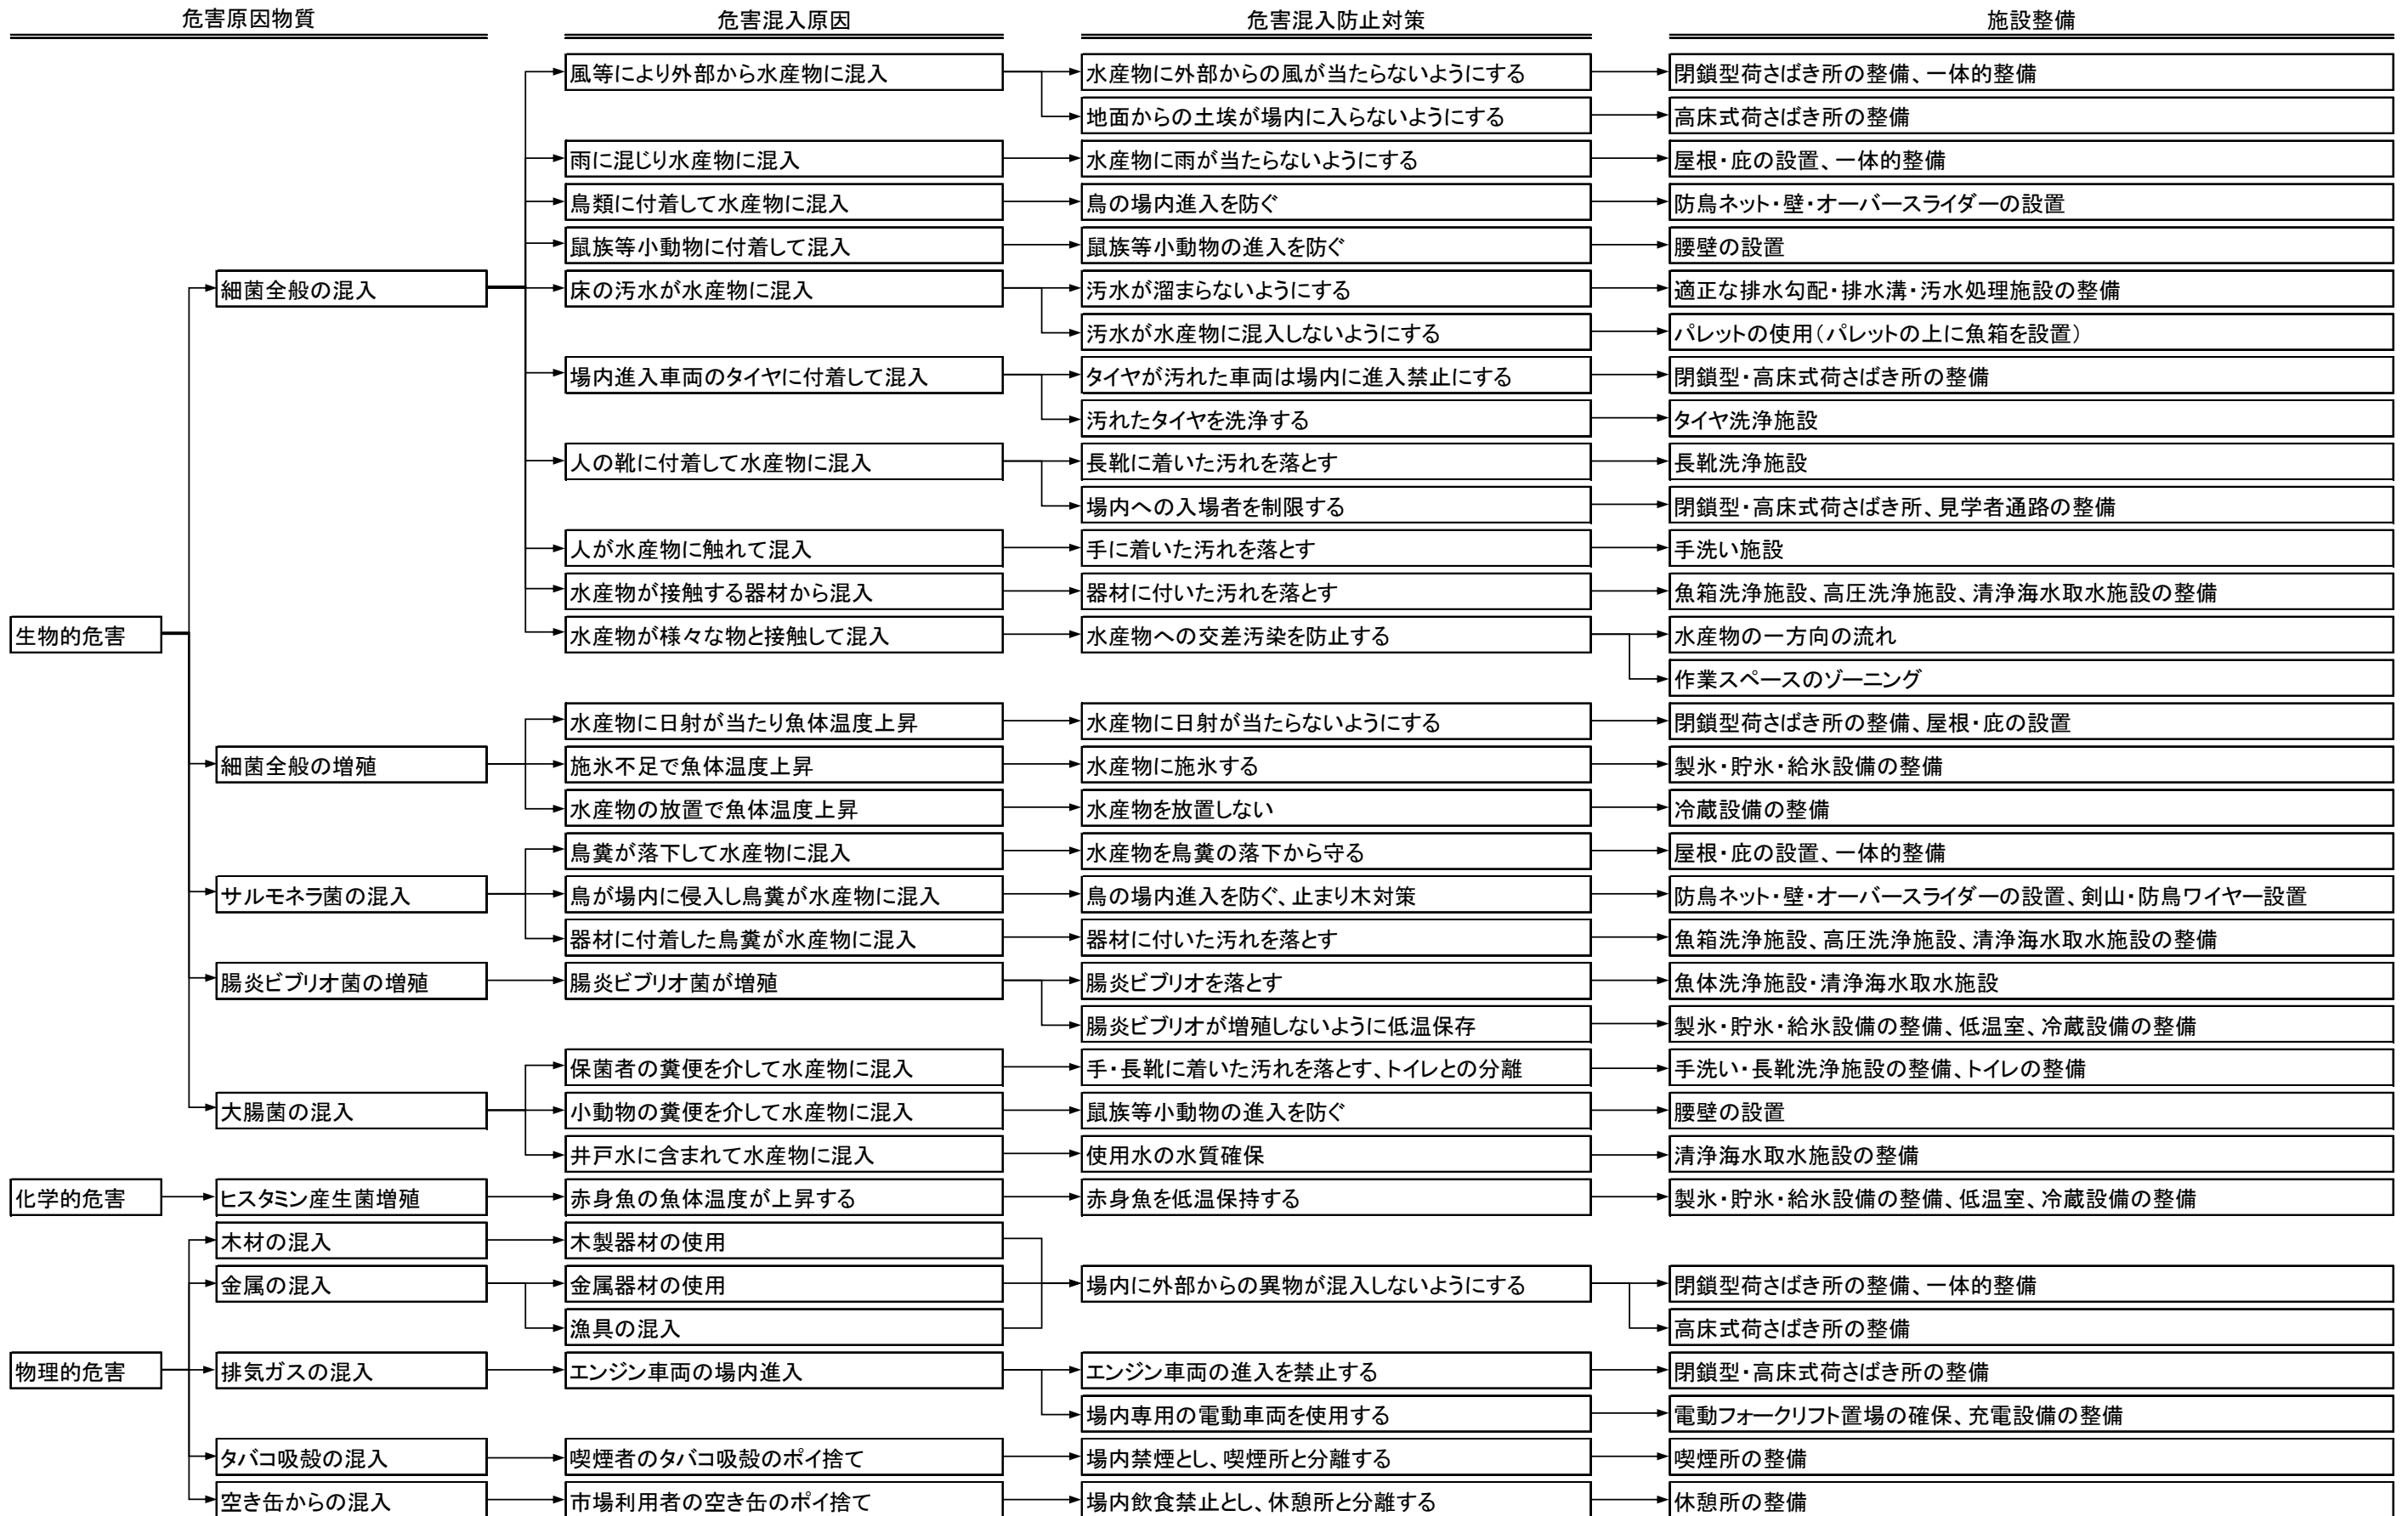 危害原因物質
危害混入原因
危害混入防止対策
施設整備
風等により外部から水産物に混入
水産物に外部からの風が当たらないようにする
閉鎖型荷さばき所の整備、一体的整備
地面からの土埃が場内に入らないようにする
高床式荷さばき所の整備
雨に混じり水産物に混入
水産物に雨が当たらないようにする
屋根・庇の設置、一体的整備
鳥類に付着して水産物に混入
鳥の場内進入を防ぐ
防鳥ネット・壁・オーバースライダーの設置
鼠族等小動物に付着して混入
鼠族等小動物の進入を防ぐ
腰壁の設置
細菌全般の混入
床の汚水が水産物に混入
汚水が溜まらないようにする
適正な排水勾配・排水溝・汚水処理施設の整備
汚水が水産物に混入しないようにする
パレットの使用(パレットの上に魚箱を設置)
場内進入車両のタイヤに付着して混入
タイヤが汚れた車両は場内に進入禁止にする
閉鎖型・高床式荷さばき所の整備
汚れたタイヤを洗浄する
タイヤ洗浄施設
人の靴に付着して水産物に混入
長靴に着いた汚れを落とす
長靴洗浄施設
場内への入場者を制限する
閉鎖型・高床式荷さばき所、見学者通路の整備
人が水産物に触れて混入
手に着いた汚れを落とす
手洗い施設
水産物が接触する器材から混入
器材に付いた汚れを落とす
魚箱洗浄施設、高圧洗浄施設、清浄海水取水施設の整備
生物的危害
水産物が様々な物と接触して混入
水産物への交差汚染を防止する
水産物の一方向の流れ
作業スペースのゾーニング
水産物に日射が当たり魚体温度上昇
水産物に日射が当たらないようにする
閉鎖型荷さばき所の整備、屋根・庇の設置
細菌全般の増殖
施氷不足で魚体温度上昇
水産物に施氷する
製氷・貯氷・給氷設備の整備
水産物の放置で魚体温度上昇
水産物を放置しない
冷蔵設備の整備
鳥糞が落下して水産物に混入
水産物を鳥糞の落下から守る
屋根・庇の設置、一体的整備
サルモネラ菌の混入
鳥が場内に侵入し鳥糞が水産物に混入
鳥の場内進入を防ぐ、止まり木対策
防鳥ネット・壁・オーバースライダーの設置、剣山・防鳥ワイヤー設置
器材に付着した鳥糞が水産物に混入
器材に付いた汚れを落とす
魚箱洗浄施設、高圧洗浄施設、清浄海水取水施設の整備
腸炎ビブリオ菌の増殖
腸炎ビブリオ菌が増殖
腸炎ビブリオを落とす
魚体洗浄施設・清浄海水取水施設
腸炎ビブリオが増殖しないように低温保存
製氷・貯氷・給氷設備の整備、低温室、冷蔵設備の整備
保菌者の糞便を介して水産物に混入
手・長靴に着いた汚れを落とす、トイレとの分離
手洗い・長靴洗浄施設の整備、トイレの整備
大腸菌の混入
小動物の糞便を介して水産物に混入
鼠族等小動物の進入を防ぐ
腰壁の設置
井戸水に含まれて水産物に混入
使用水の水質確保
清浄海水取水施設の整備
化学的危害
ヒスタミン産生菌増殖
赤身魚の魚体温度が上昇する
赤身魚を低温保持する
製氷・貯氷・給氷設備の整備、低温室、冷蔵設備の整備
木材の混入
木製器材の使用
金属の混入
金属器材の使用
場内に外部からの異物が混入しないようにする
閉鎖型荷さばき所の整備、一体的整備
漁具の混入
高床式荷さばき所の整備
物理的危害
排気ガスの混入
エンジン車両の場内進入
エンジン車両の進入を禁止する
閉鎖型・高床式荷さばき所の整備
場内専用の電動車両を使用する
電動フォークリフト置場の確保、充電設備の整備
タバコ吸殻の混入
喫煙者のタバコ吸殻のポイ捨て
場内禁煙とし、喫煙所と分離する
喫煙所の整備
空き缶からの混入
市場利用者の空き缶のポイ捨て
場内飲食禁止とし、休憩所と分離する
休憩所の整備